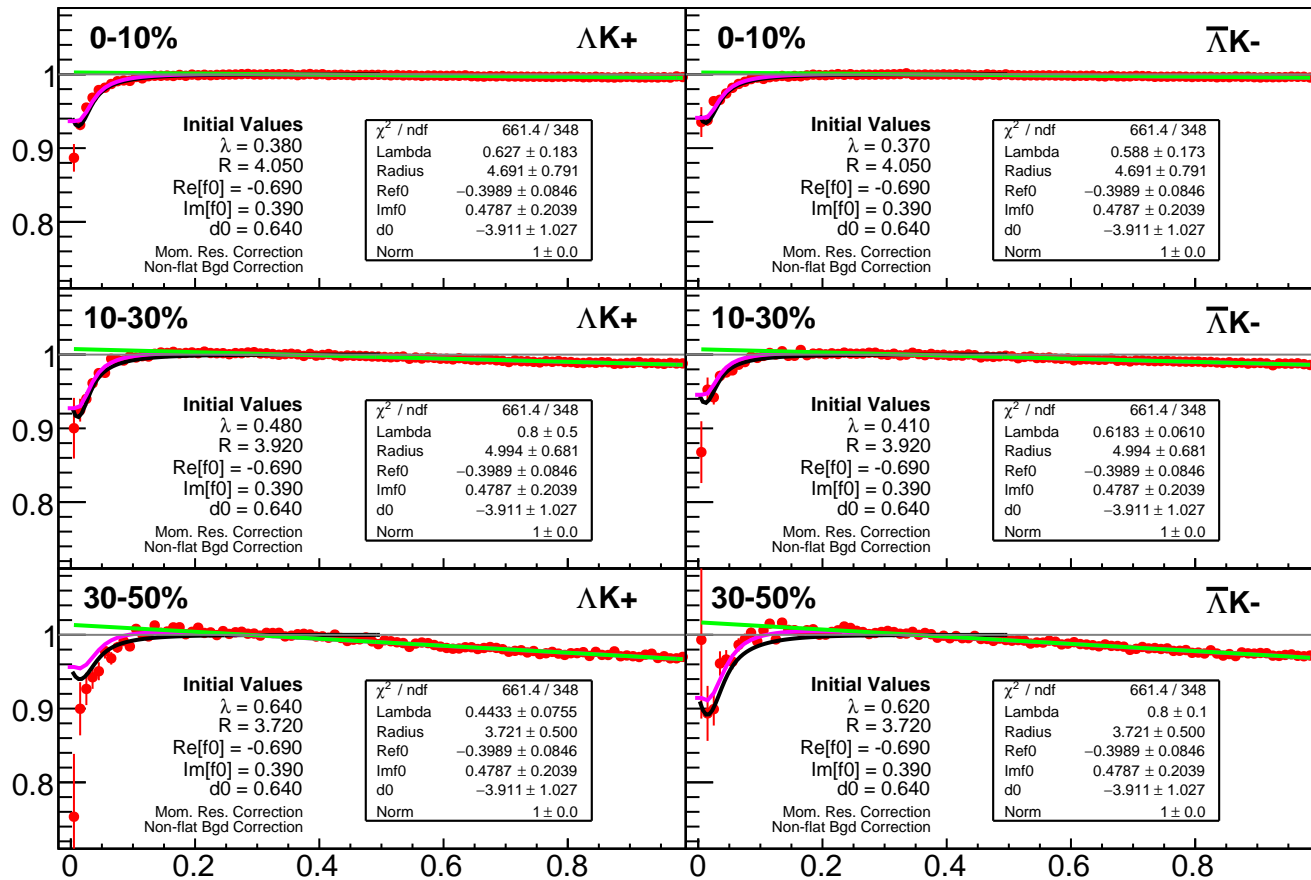 0-10%
ΛK+
1
0.9
0.8
Initial Values
λ = 0.380
R = 4.050
Re[f0] = -0.690
Im[f0] = 0.390
d0 = 0.640
Mom. Res. Correction
Non-flat Bgd Correction
χ² / ndf 661.4 / 348
Lambda 0.627 ± 0.183
Radius 4.691 ± 0.791
Ref0 −0.3989 ± 0.0846
Imf0 0.4787 ± 0.2039
d0 −3.911 ± 1.027
Norm 1 ± 0.0
0-10%
Λ̅K-
Initial Values
λ = 0.370
R = 4.050
Re[f0] = -0.690
Im[f0] = 0.390
d0 = 0.640
Mom. Res. Correction
Non-flat Bgd Correction
χ² / ndf 661.4 / 348
Lambda 0.588 ± 0.173
Radius 4.691 ± 0.791
Ref0 −0.3989 ± 0.0846
Imf0 0.4787 ± 0.2039
d0 −3.911 ± 1.027
Norm 1 ± 0.0
10-30%
ΛK+
1
0.9
0.8
Initial Values
λ = 0.480
R = 3.920
Re[f0] = -0.690
Im[f0] = 0.390
d0 = 0.640
Mom. Res. Correction
Non-flat Bgd Correction
χ² / ndf 661.4 / 348
Lambda 0.8 ± 0.5
Radius 4.994 ± 0.681
Ref0 −0.3989 ± 0.0846
Imf0 0.4787 ± 0.2039
d0 −3.911 ± 1.027
Norm 1 ± 0.0
10-30%
Λ̅K-
Initial Values
λ = 0.410
R = 3.920
Re[f0] = -0.690
Im[f0] = 0.390
d0 = 0.640
Mom. Res. Correction
Non-flat Bgd Correction
χ² / ndf 661.4 / 348
Lambda 0.6183 ± 0.0610
Radius 4.994 ± 0.681
Ref0 −0.3989 ± 0.0846
Imf0 0.4787 ± 0.2039
d0 −3.911 ± 1.027
Norm 1 ± 0.0
30-50%
ΛK+
1
0.9
0.8
Initial Values
λ = 0.640
R = 3.720
Re[f0] = -0.690
Im[f0] = 0.390
d0 = 0.640
Mom. Res. Correction
Non-flat Bgd Correction
χ² / ndf 661.4 / 348
Lambda 0.4433 ± 0.0755
Radius 3.721 ± 0.500
Ref0 −0.3989 ± 0.0846
Imf0 0.4787 ± 0.2039
d0 −3.911 ± 1.027
Norm 1 ± 0.0
30-50%
Λ̅K-
Initial Values
λ = 0.620
R = 3.720
Re[f0] = -0.690
Im[f0] = 0.390
d0 = 0.640
Mom. Res. Correction
Non-flat Bgd Correction
χ² / ndf 661.4 / 348
Lambda 0.8 ± 0.1
Radius 3.721 ± 0.500
Ref0 −0.3989 ± 0.0846
Imf0 0.4787 ± 0.2039
d0 −3.911 ± 1.027
Norm 1 ± 0.0
0 0.2 0.4 0.6 0.8
0 0.2 0.4 0.6 0.8